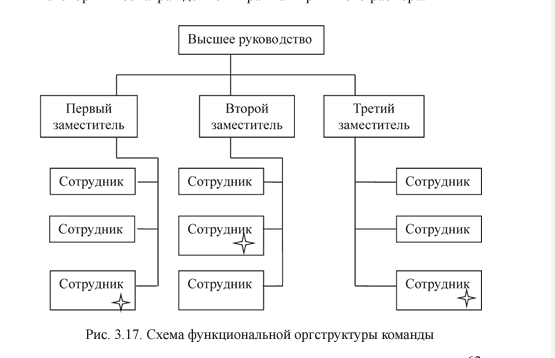 Высшее руководство
Первый
заместитель
Второй
заместитель
Третий
заместитель
Сотрудник
Сотрудник
Сотрудник
Сотрудник
Сотрудник
Сотрудник
Сотрудник
Сотрудник
Сотрудник
Рис. 3.17. Схема функциональной оргструктуры команды